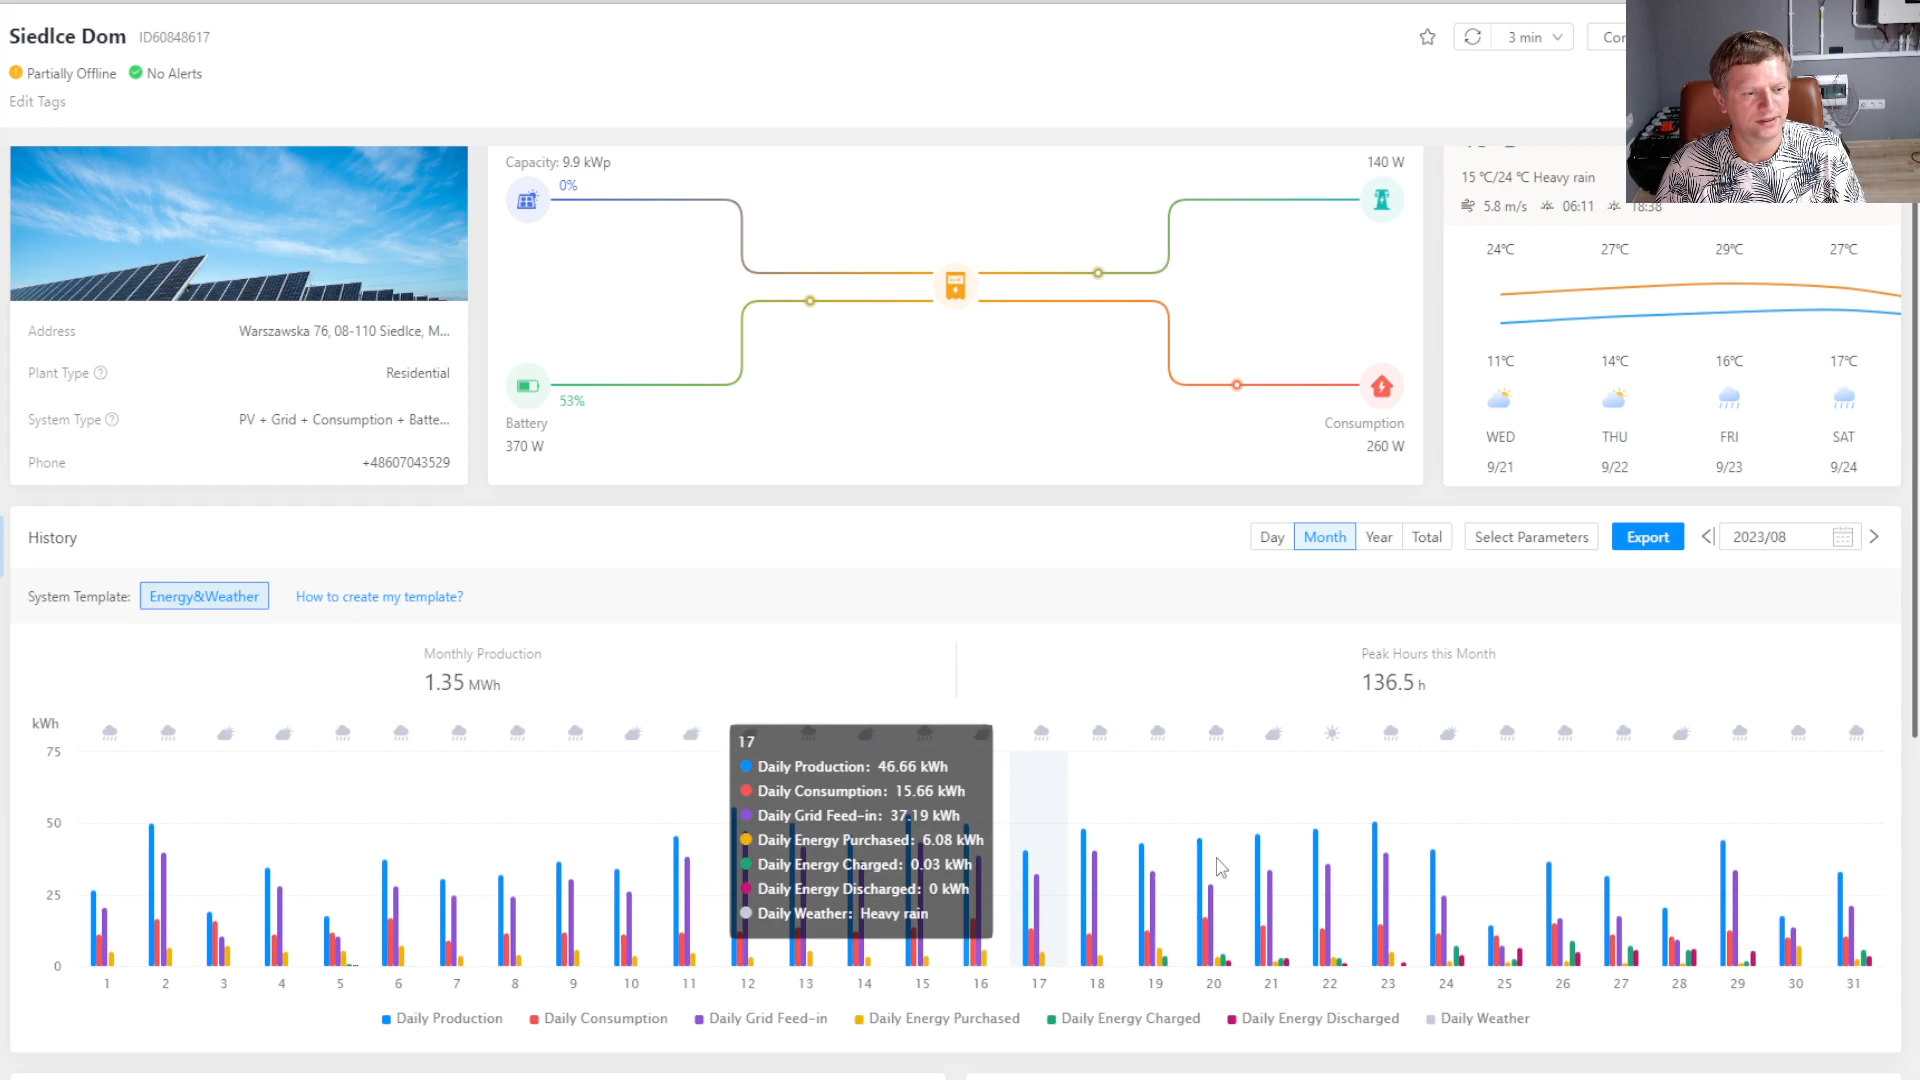 Siedlce Dom ID60848617
3 min
Partially Offline No Alerts
Edit Tags
Address Warszawska 76, 08-110 Siedlce, M...
Plant Type Residential
System Type PV + Grid + Consumption + Batte...
Phone +48607043529
Capacity: 9.9 kWp
0%
140 W
53%
Battery
370 W
Consumption
260 W
15 ℃/24 ℃ Heavy rain
5.8 m/s 06:11 18:38
24℃ 27℃ 29℃ 27℃
11℃ 14℃ 16℃ 17℃
WED THU FRI SAT
9/21 9/22 9/23 9/24
History
Day Month Year Total Select Parameters Export 2023/08
System Template: Energy&Weather How to create my template?
Monthly Production
1.35 MWh
Peak Hours this Month
136.5 h
kWh
75
50
25
0
17
Daily Production: 46.66 kWh
Daily Consumption: 15.66 kWh
Daily Grid Feed-in: 37.19 kWh
Daily Energy Purchased: 6.08 kWh
Daily Energy Charged: 0.03 kWh
Daily Energy Discharged: 0 kWh
Daily Weather: Heavy rain
1 2 3 4 5 6 7 8 9 10 11 12 13 14 15 16 17 18 19 20 21 22 23 24 25 26 27 28 29 30 31
Daily Production Daily Consumption Daily Grid Feed-in Daily Energy Purchased Daily Energy Charged Daily Energy Discharged Daily Weather